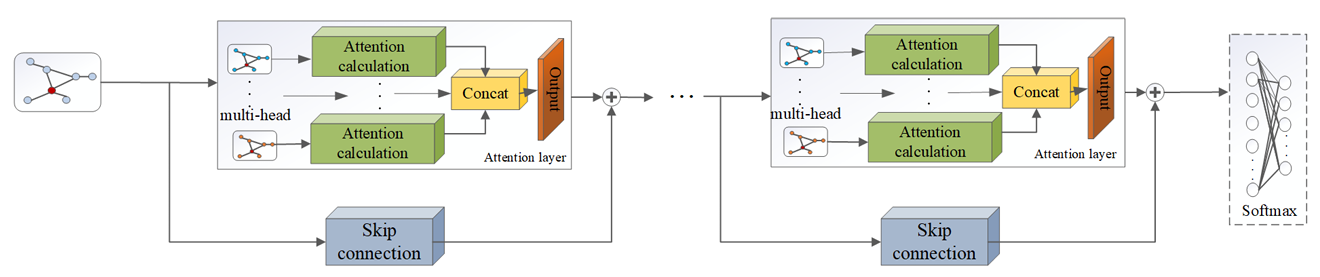 Attention
calculation
multi-head
Attention
calculation
Concat
Output
Attention layer
Skip
connection
Attention
calculation
multi-head
Attention
calculation
Concat
Output
Attention layer
Skip
connection
Softmax